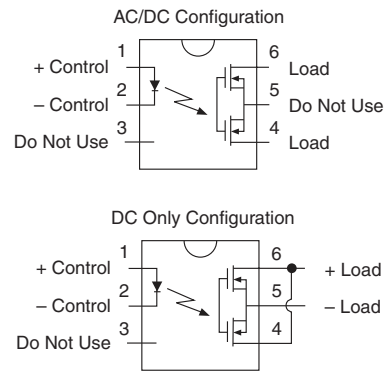 AC/DC Configuration
1
+ Control
2
– Control
3
Do Not Use
6
Load
5
Do Not Use
4
Load
DC Only Configuration
1
+ Control
2
– Control
3
Do Not Use
6
+ Load
5
– Load
4